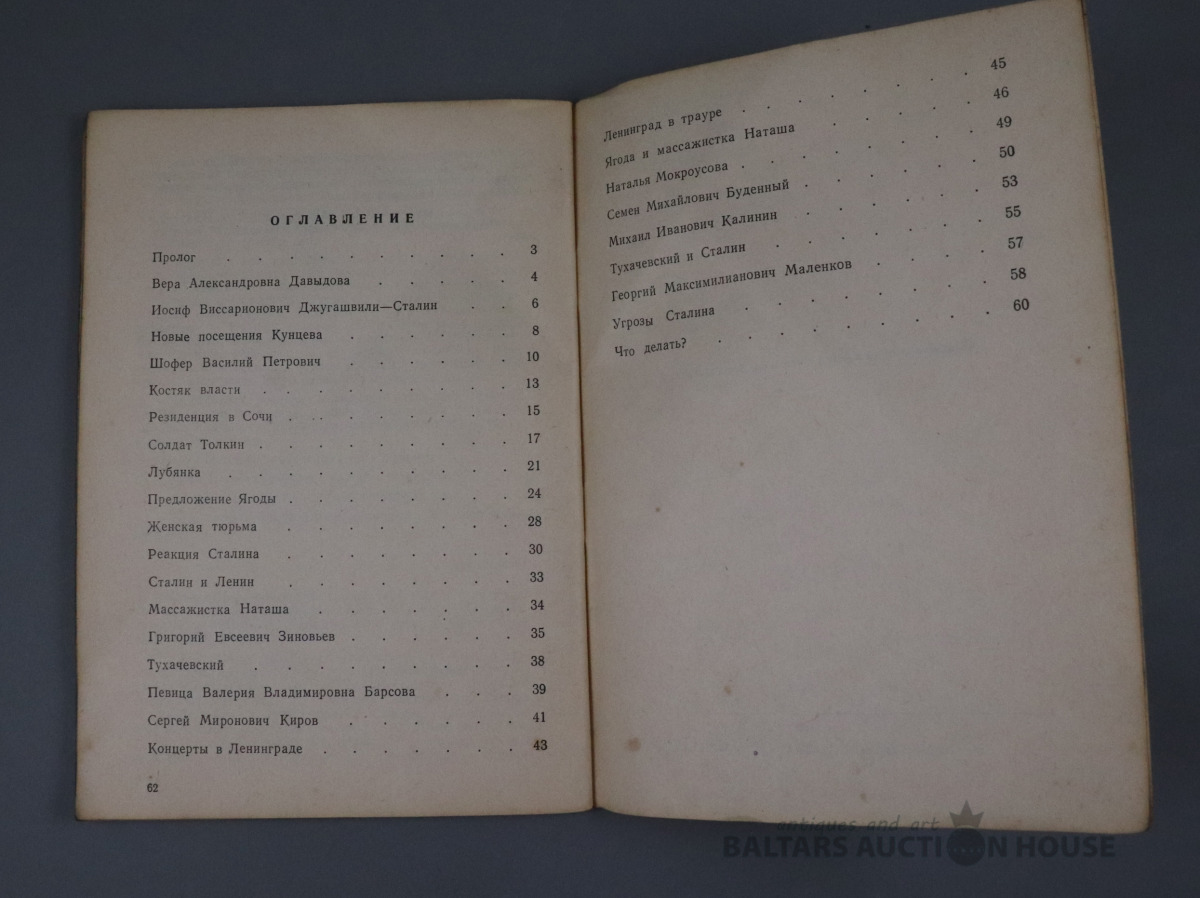 ОГЛАВЛЕНИЕ
Пролог . . . . . . . . . . 3
Вера Александровна Давыдова . . . . . 4
Иосиф Виссарионович Джугашвили—Сталин . . 6
Новые посещения Кунцева . . . . . . 8
Шофер Василий Петрович . . . . . . 10
Костяк власти . . . . . . . . . 13
Резиденция в Сочи . . . . . . . . 15
Солдат Толкин . . . . . . . . . 17
Лубянка . . . . . . . . . . 21
Предложение Ягоды . . . . . . . . 24
Женская тюрьма . . . . . . . . 28
Реакция Сталина . . . . . . . . 30
Сталин и Ленин . . . . . . . . 33
Массажистка Наташа . . . . . . . 34
Григорий Евсеевич Зиновьев . . . . . . 35
Тухачевский . . . . . . . . . 38
Певица Валерия Владимировна Барсова . . . 39
Сергей Миронович Киров . . . . . . 41
Концерты в Ленинграде . . . . . . . 43
62
Ленинград в трауре . . . . . . . . 45
Ягода и массажистка Наташа . . . . . 46
Наталья Мокроусова . . . . . . . . 49
Семен Михайлович Буденный . . . . . . 50
Михаил Иванович Калинин . . . . . . 53
Тухачевский и Сталин . . . . . . . 55
Георгий Максимилианович Маленков . . . . 57
Угрозы Сталина . . . . . . . . 58
Что делать? . . . . . . . . . 60
antiques and art
BALTARS AUCTION HOUSE